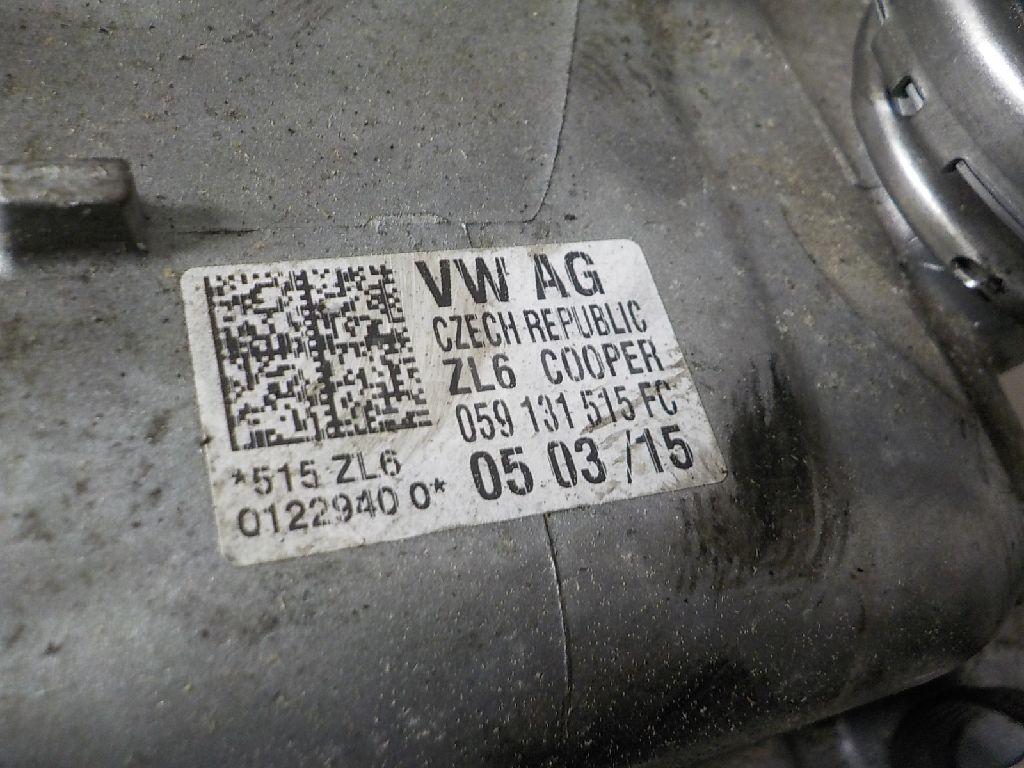 VW AG
CZECH REPUBLIC
ZL6 COOPER
059 131 515 FC
05 03 /15
*515 ZL6
0122940 0*